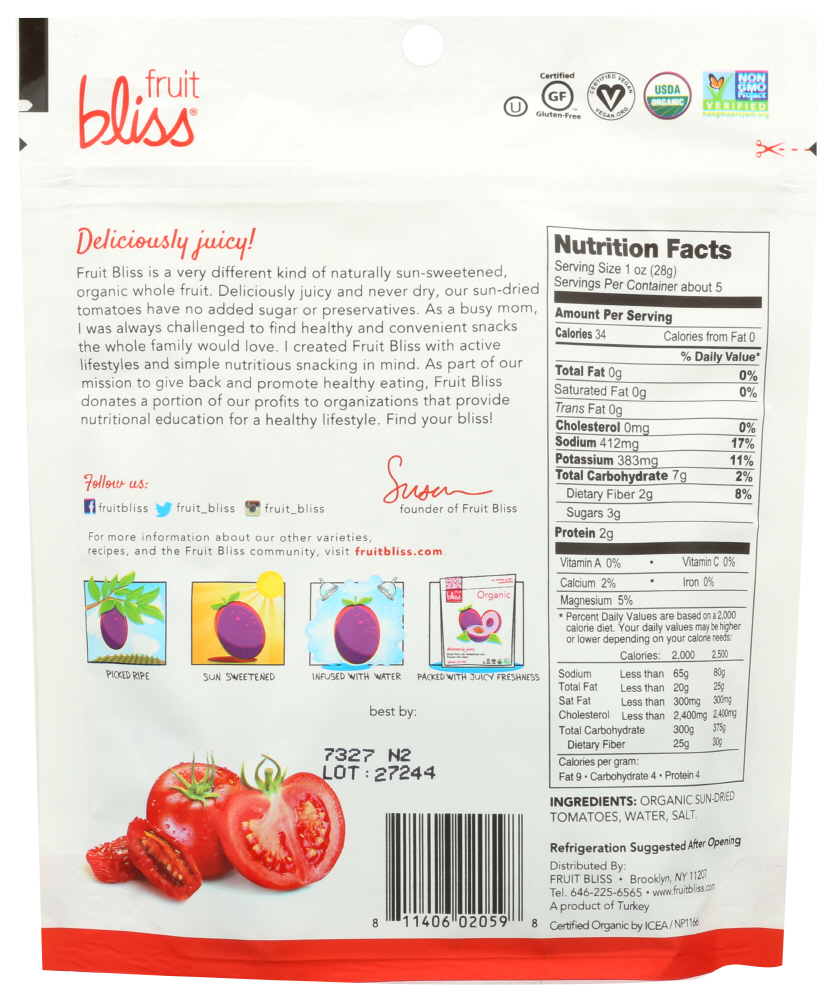 fruit
bliss®
U
Certified
GF
Gluten-Free
CERTIFIED VEGAN
V
VEGAN.ORG
USDA
ORGANIC
NON
GMO
Project
VERIFIED
nongmoproject.org
Deliciously juicy!
Fruit Bliss is a very different kind of naturally sun-sweetened,
organic whole fruit. Deliciously juicy and never dry, our sun-dried
tomatoes have no added sugar or preservatives. As a busy mom,
I was always challenged to find healthy and convenient snacks
the whole family would love. I created Fruit Bliss with active
lifestyles and simple nutritious snacking in mind. As part of our
mission to give back and promote healthy eating, Fruit Bliss
donates a portion of our profits to organizations that provide
nutritional education for a healthy lifestyle. Find your bliss!
Follow us:
fruitbliss fruit_bliss fruit_bliss
Susan
founder of Fruit Bliss
For more information about our other varieties,
recipes, and the Fruit Bliss community, visit fruitbliss.com.
bliss
Organic
PICKED RIPE
SUN SWEETENED
INFUSED WITH WATER
PACKED WITH JUICY FRESHNESS
best by:
7327 N2
LOT : 27244
8 11406 02059 8
Nutrition Facts
Serving Size 1 oz (28g)
Servings Per Container about 5
Amount Per Serving
Calories 34 Calories from Fat 0
% Daily Value*
Total Fat 0g 0%
Saturated Fat 0g 0%
Trans Fat 0g
Cholesterol 0mg 0%
Sodium 412mg 17%
Potassium 383mg 11%
Total Carbohydrate 7g 2%
Dietary Fiber 2g 8%
Sugars 3g
Protein 2g
Vitamin A 0% • Vitamin C 0%
Calcium 2% • Iron 0%
Magnesium 5%
* Percent Daily Values are based on a 2,000
calorie diet. Your daily values may be higher
or lower depending on your calorie needs:
Calories: 2,000 2,500
Sodium Less than 65g 80g
Total Fat Less than 20g 25g
Sat Fat Less than 300mg 300mg
Cholesterol Less than 2,400mg 2,400mg
Total Carbohydrate 300g 375g
Dietary Fiber 25g 30g
Calories per gram:
Fat 9 • Carbohydrate 4 • Protein 4
INGREDIENTS: ORGANIC SUN-DRIED
TOMATOES, WATER, SALT.
Refrigeration Suggested After Opening
Distributed By:
FRUIT BLISS • Brooklyn, NY 11207
Tel. 646-225-6565 • www.fruitbliss.com
A product of Turkey
Certified Organic by ICEA / NP1166